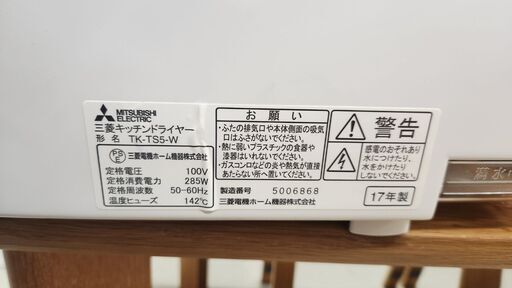 MITSUBISHI
ELECTRIC
三菱キッチンドライヤー
形 名 TK-TS5-W
PSE
三菱電機ホーム機器株式会社
定格電圧 100V
定格消費電力 285W
定格周波数 50-60Hz
温度ヒューズ 142℃
お願い
・ふたの排気口や本体側面の吸気
口はふさがないでください。
・熱に弱いプラスチックの食器や
漆器はいれないでください。
・ガスコンロなどの炎や熱気が直接
あたらない所に置いてください。
製造番号 5006868
三菱電機ホーム機器株式会社
警告
感電のおそれあり
水につけたり、
水をかけたり
しないでください。
17年製